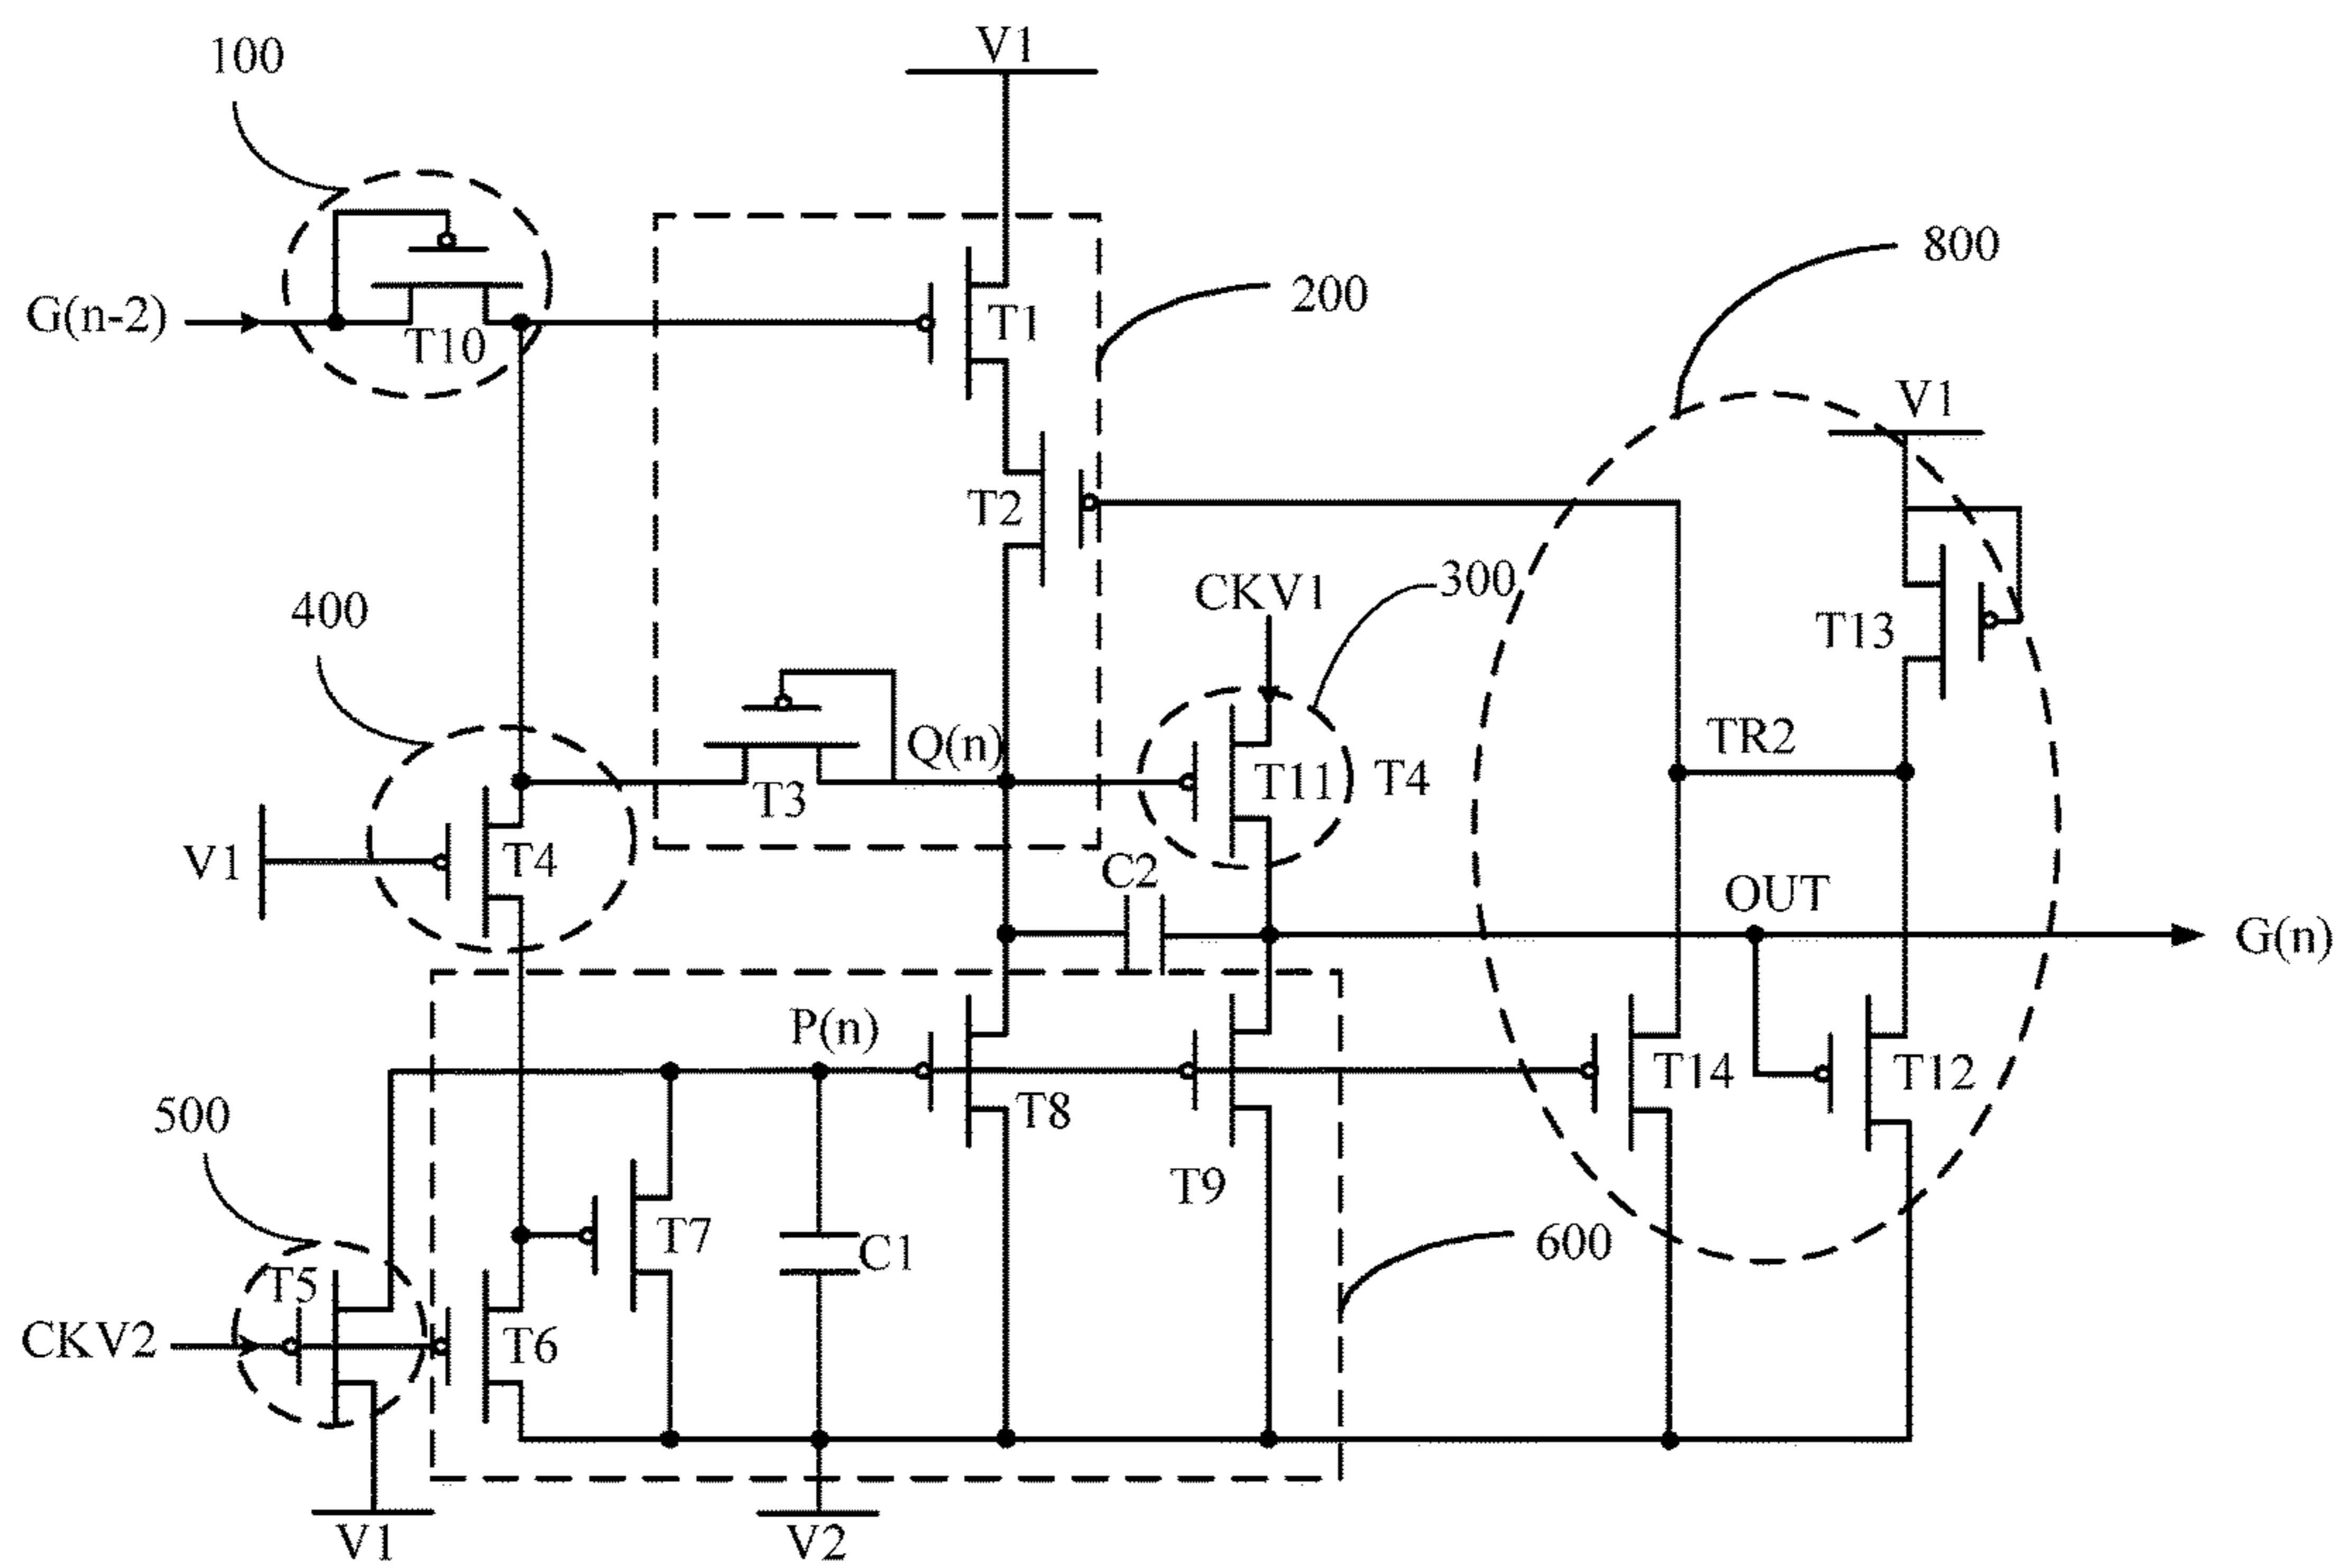 V1
100
800
200
T1
G(n-2)
T10
V1
T2
300
CKV1
400
T13
TR2
Q(n)
T11
T4
T3
V1
T4
C2
OUT
G(n)
P(n)
T14
T12
T8
500
T9
T7
600
C1
T5
CKV2
T6
V1
V2